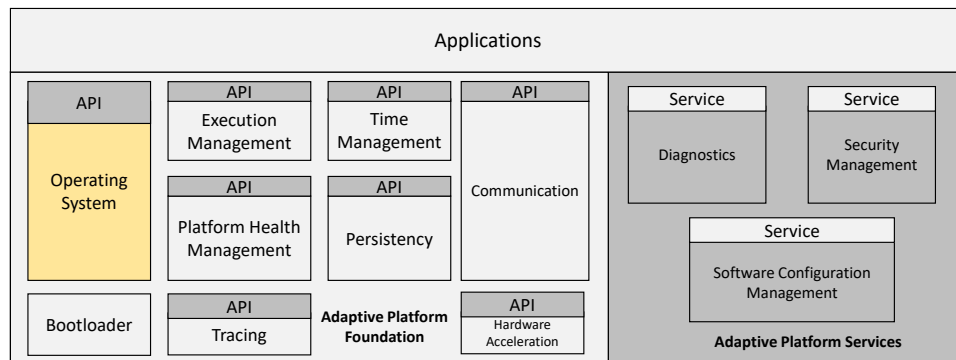 Applications
API
Operating
System
API
Execution
Management
API
Time
Management
API
Communication
API
Platform Health
Management
API
Persistency
Bootloader
API
Tracing
Adaptive Platform
Foundation
API
Hardware
Acceleration
Service
Diagnostics
Service
Security
Management
Service
Software Configuration
Management
Adaptive Platform Services